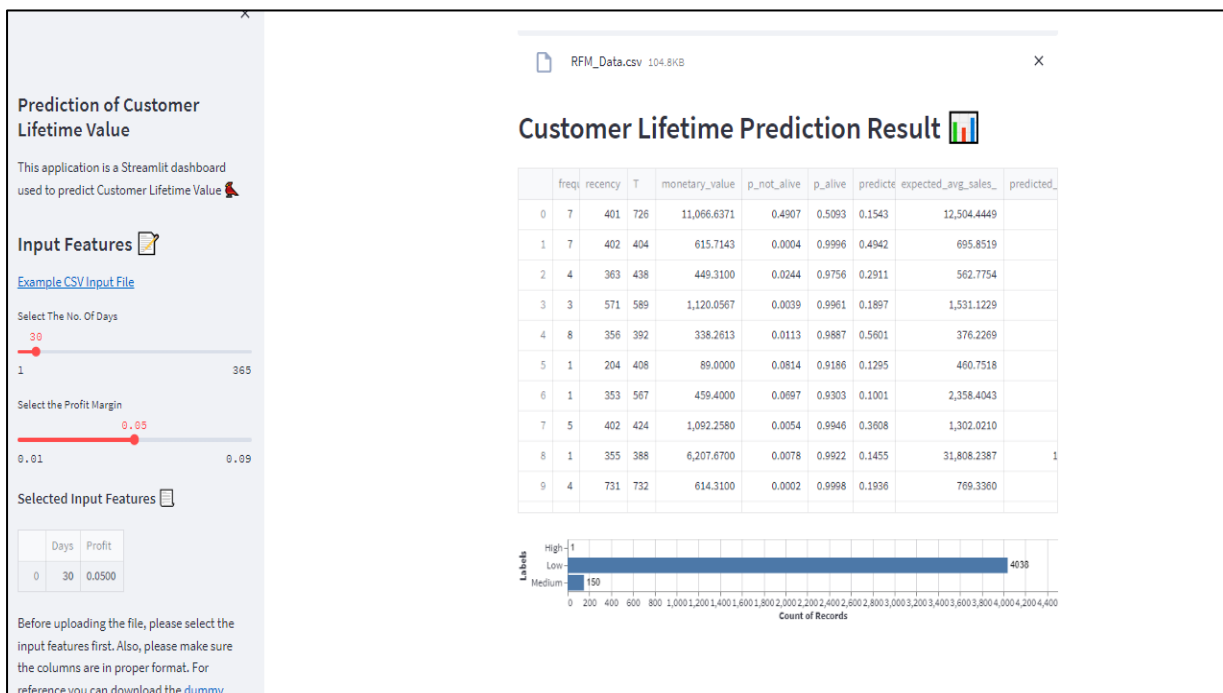 Prediction of Customer
Lifetime Value
This application is a Streamlit dashboard
used to predict Customer Lifetime Value
Input Features
Example CSV Input File
Select The No. Of Days
30
1 365
Select the Profit Margin
0.05
0.01 0.09
Selected Input Features
Days Profit
0 30 0.0500
Before uploading the file, please select the
input features first. Also, please make sure
the columns are in proper format. For
reference you can download the dummy
RFM_Data.csv 104.8KB
Customer Lifetime Prediction Result
frequ recency T monetary_value p_not_alive p_alive predicte expected_avg_sales_ predicted_
0 7 401 726 11,066.6371 0.4907 0.5093 0.1543 12,504.4449
1 7 402 404 615.7143 0.0004 0.9996 0.4942 695.8519
2 4 363 438 449.3100 0.0244 0.9756 0.2911 562.7754
3 3 571 589 1,120.0567 0.0039 0.9961 0.1897 1,531.1229
4 8 356 392 338.2613 0.0113 0.9887 0.5601 376.2269
5 1 204 408 89.0000 0.0814 0.9186 0.1295 460.7518
6 1 353 567 459.4000 0.0697 0.9303 0.1001 2,358.4043
7 5 402 424 1,092.2580 0.0054 0.9946 0.3608 1,302.0210
8 1 355 388 6,207.6700 0.0078 0.9922 0.1455 31,808.2387 1
9 4 731 732 614.3100 0.0002 0.9998 0.1936 769.3360
Labels
High 1
Low 4038
Medium 150
0 200 400 600 800 1,000 1,200 1,400 1,600 1,800 2,000 2,200 2,400 2,600 2,800 3,000 3,200 3,400 3,600 3,800 4,000 4,200 4,400
Count of Records